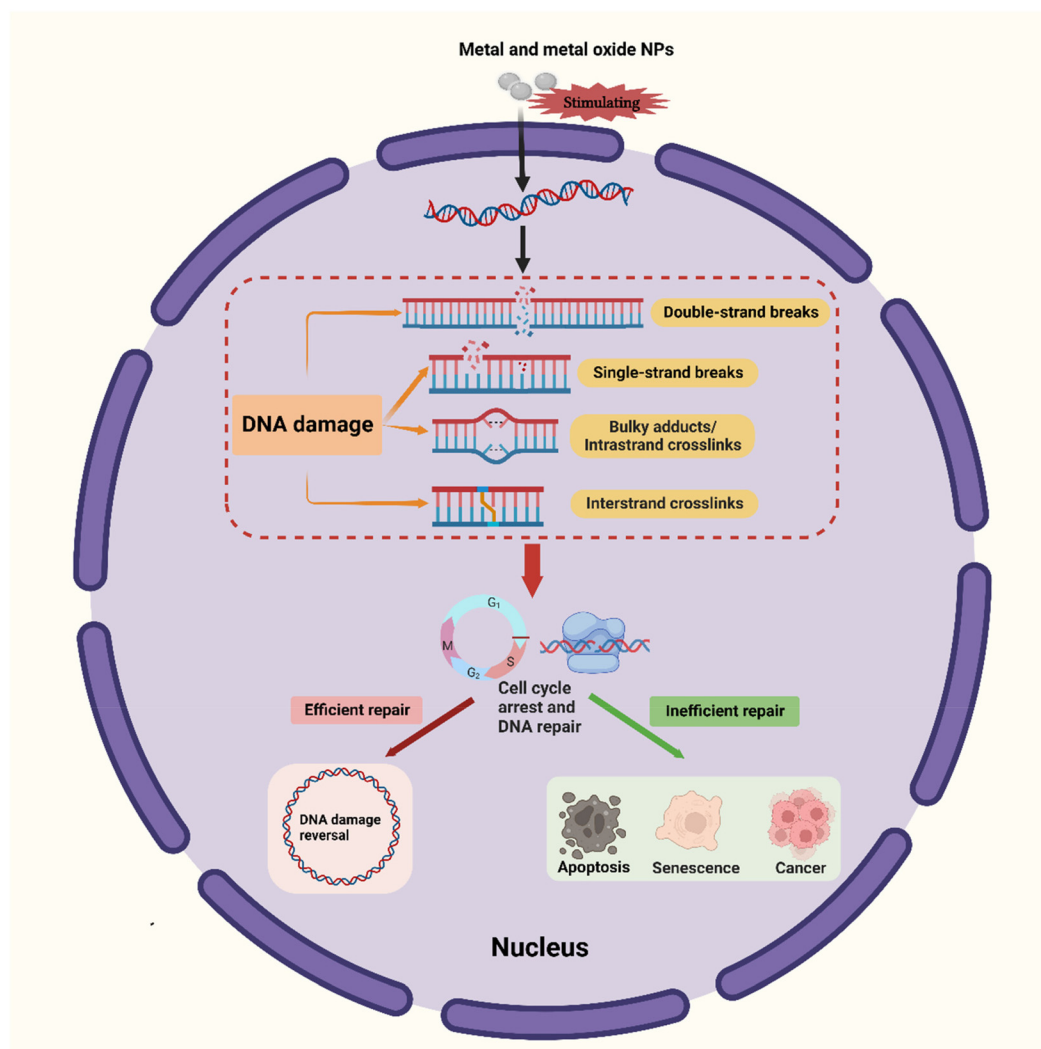 Metal and metal oxide NPs
Stimulating
Double-strand breaks
Single-strand breaks
DNA damage
Bulky adducts/
Intrastrand crosslinks
Interstrand crosslinks
G₁
M
S
G₂
Cell cycle
arrest and
DNA repair
Efficient repair
Inefficient repair
DNA damage
reversal
Apoptosis
Senescence
Cancer
Nucleus